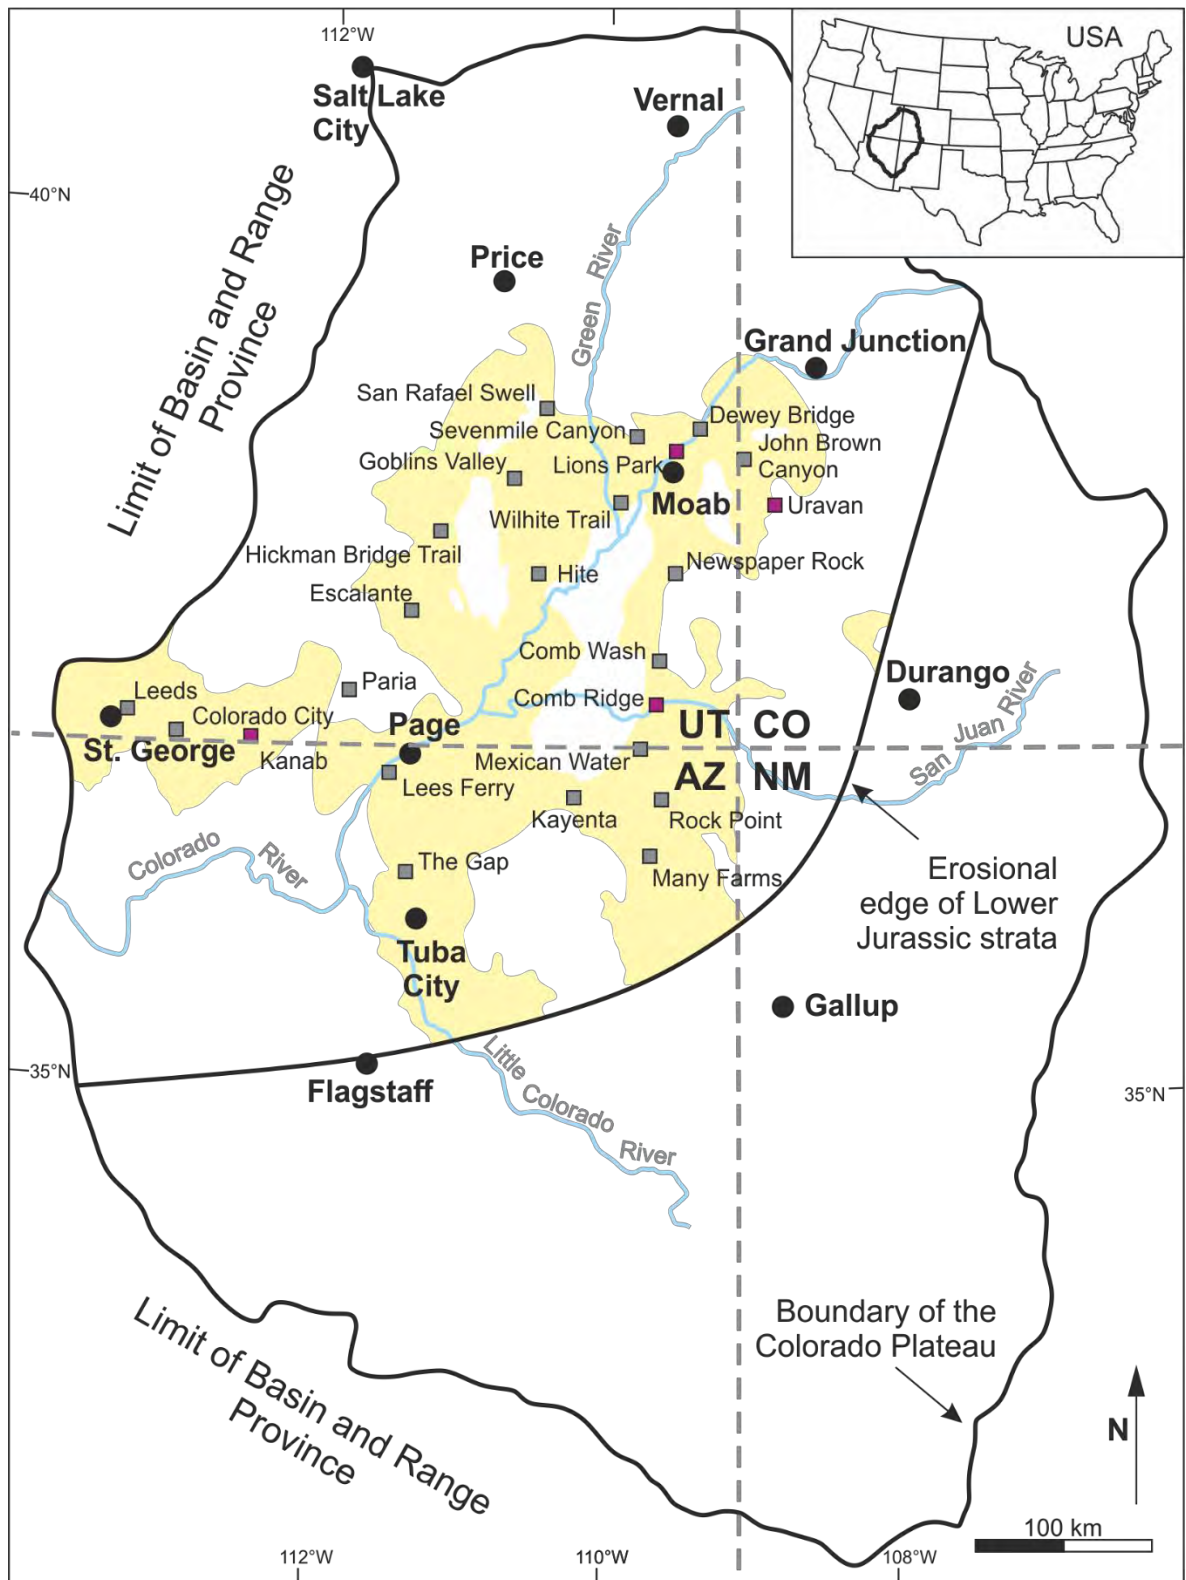 112°W
USA
Salt Lake
City
Vernal
40°N
Limit of Basin and Range
Province
Price
Green River
Grand Junction
San Rafael Swell
Dewey Bridge
Sevenmile Canyon
John Brown
Canyon
Goblins Valley
Lions Park
Moab
Uravan
Wilhite Trail
Hickman Bridge Trail
Hite
Newspaper Rock
Escalante
Comb Wash
Durango
Paria
Leeds
Comb Ridge
Colorado City
Page
UT
CO
San Juan River
St. George
Kanab
Mexican Water
AZ
NM
Lees Ferry
Kayenta
Rock Point
Colorado River
The Gap
Many Farms
Erosional
edge of Lower
Jurassic strata
Tuba
City
Gallup
35°N
Flagstaff
Little Colorado River
35°N
Limit of Basin and Range
Province
Boundary of the
Colorado Plateau
N
100 km
112°W
110°W
108°W